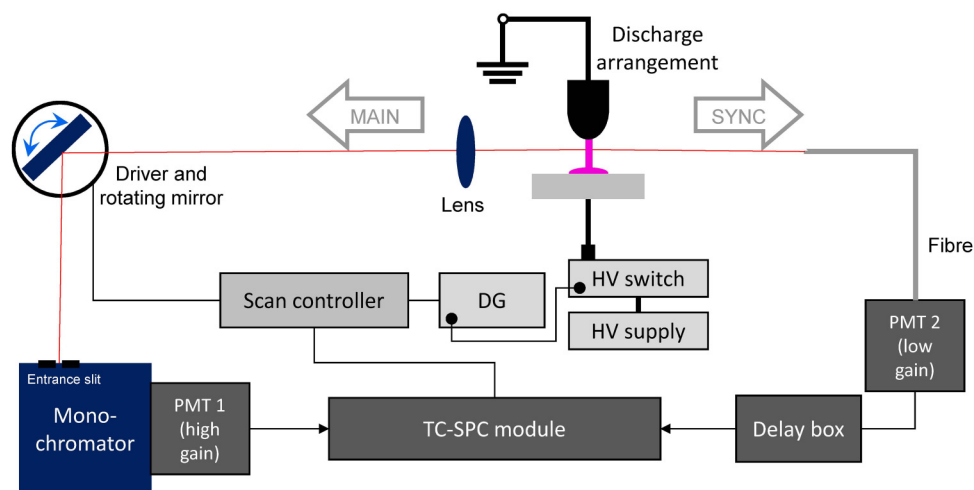 Discharge
arrangement
MAIN
SYNC
Driver and
rotating mirror
Lens
Fibre
Scan controller
DG
HV switch
HV supply
PMT 2
(low
gain)
Entrance slit
Mono-
chromator
PMT 1
(high
gain)
TC-SPC module
Delay box